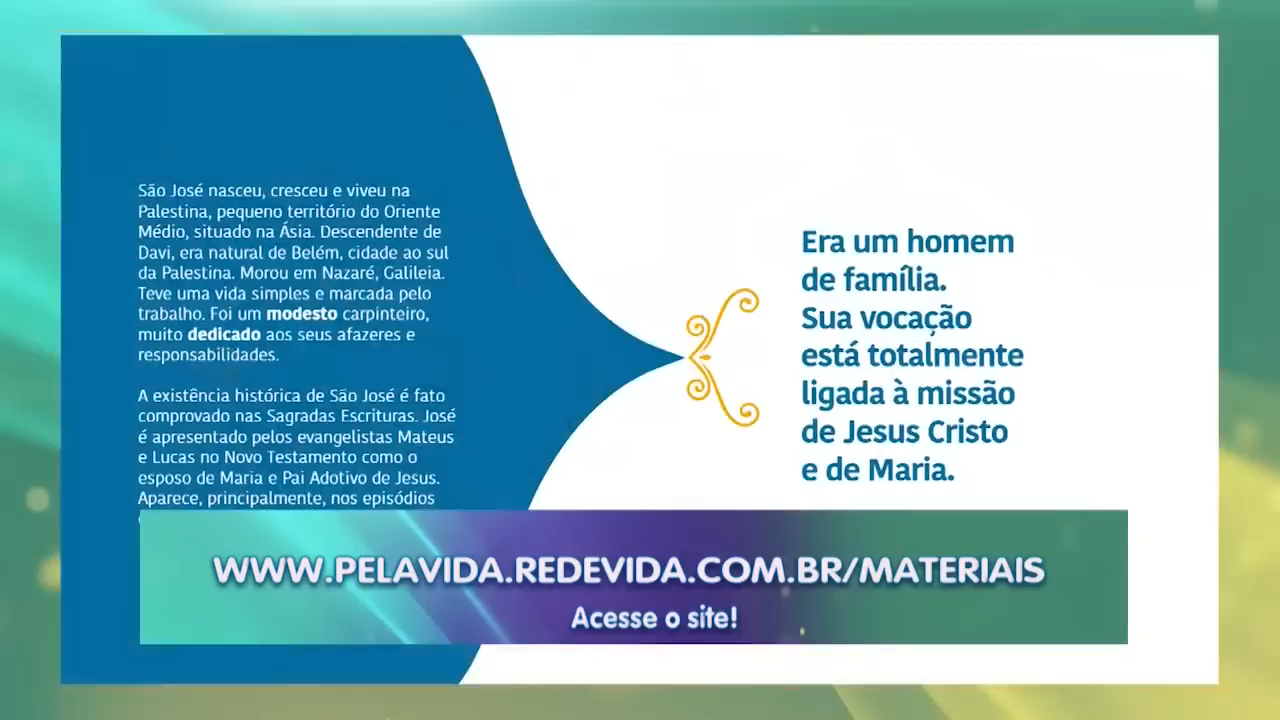 São José nasceu, cresceu e viveu na
Palestina, pequeno território do Oriente
Médio, situado na Ásia. Descendente de
Davi, era natural de Belém, cidade ao sul
da Palestina. Morou em Nazaré, Galileia.
Teve uma vida simples e marcada pelo
trabalho. Foi um modesto carpinteiro,
muito dedicado aos seus afazeres e
responsabilidades.
A existência histórica de São José é fato
comprovado nas Sagradas Escrituras. José
é apresentado pelos evangelistas Mateus
e Lucas no Novo Testamento como o
esposo de Maria e Pai Adotivo de Jesus.
Aparece, principalmente, nos episódios
Era um homem
de família.
Sua vocação
está totalmente
ligada à missão
de Jesus Cristo
e de Maria.
WWW.PELAVIDA.REDEVIDA.COM.BR/MATERIAIS
Acesse o site!